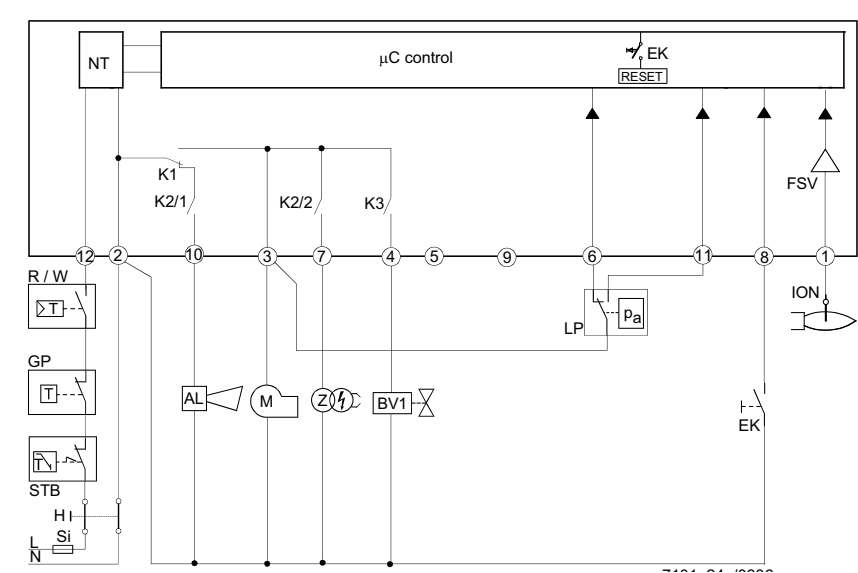 NT
µC control
EK
RESET
K1
FSV
K2/1
K2/2
K3
12
2
10
3
7
4
5
9
6
11
8
1
R / W
T
ION
LP
pa
GP
T
AL
M
Z
BV1
EK
T
STB
H
Si
L
N